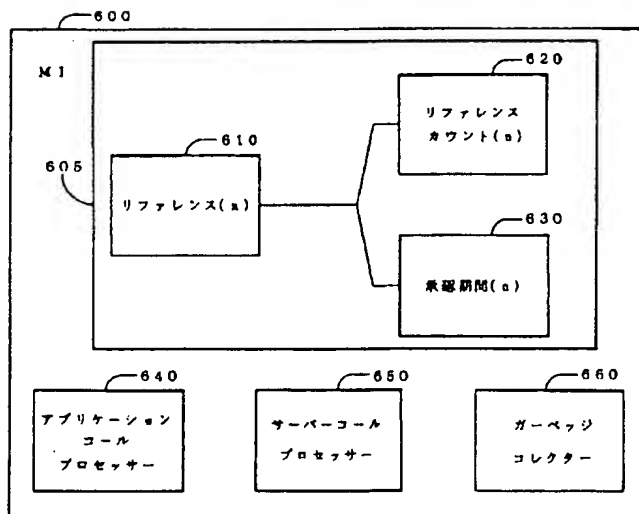 600
MI
620
リファレンス
カウント(n)
610
605
リファレンス(n)
630
承認期間(n)
640
アプリケーション
コール
プロセッサー
650
サーバーコール
プロセッサー
660
ガーベッジ
コレクター